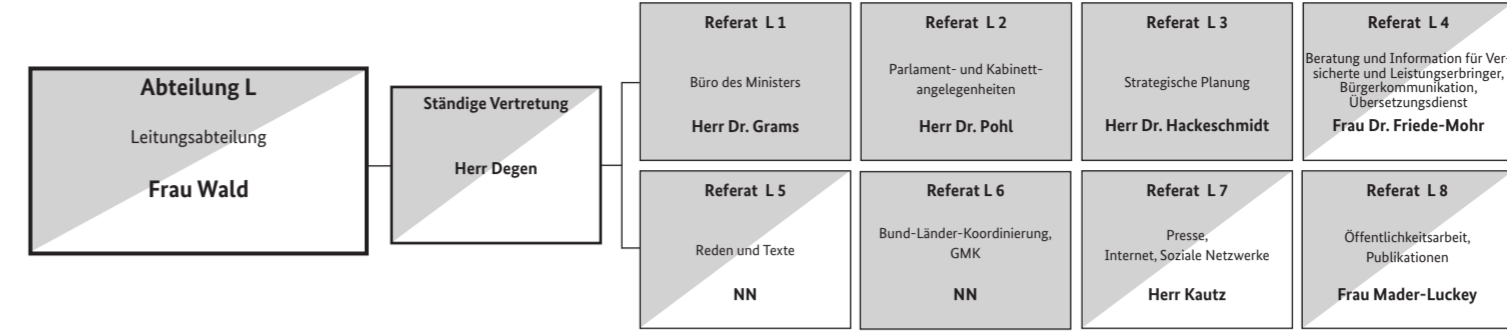 Abteilung L
Leitungsabteilung
Frau Wald
Ständige Vertretung
Herr Degen
Referat L 1
Büro des Ministers
Herr Dr. Grams
Referat L 2
Parlament- und Kabinett-
angelegenheiten
Herr Dr. Pohl
Referat L 3
Strategische Planung
Herr Dr. Hackeschmidt
Referat L 4
Beratung und Information für Ver-
sicherte und Leistungserbringer,
Bürgerkommunikation,
Übersetzungsdienst
Frau Dr. Friede-Mohr
Referat L 5
Reden und Texte
NN
Referat L 6
Bund-Länder-Koordinierung,
GMK
NN
Referat L 7
Presse,
Internet, Soziale Netzwerke
Herr Kautz
Referat L 8
Öffentlichkeitsarbeit,
Publikationen
Frau Mader-Luckey